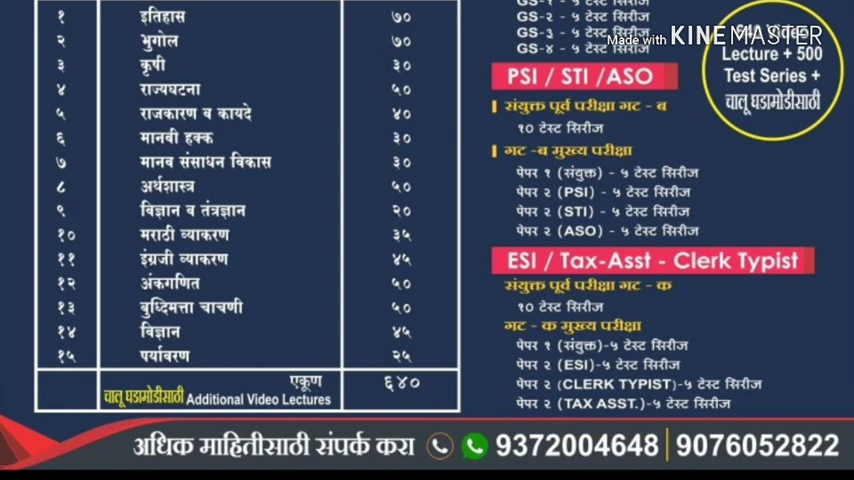 १ इतिहास ७०
२ भुगोल ७०
३ कृषी ३०
४ राज्यघटना ५०
५ राजकारण व कायदे ४०
६ मानवी हक्क ३०
७ मानव संसाधन विकास ३०
८ अर्थशास्त्र ५०
९ विज्ञान व तंत्रज्ञान २०
१० मराठी व्याकरण ३५
११ इंग्रजी व्याकरण ४५
१२ अंकगणित ५०
१३ बुध्दिमत्ता चाचणी ५०
१४ विज्ञान ४५
१५ पर्यावरण २५
एकूण ६४०
चालू घडामोडीसाठी Additional Video Lectures
GS-२ - ५ टेस्ट सिरीज
GS-३ - ५ टेस्ट सिरीज
GS-४ - ५ टेस्ट सिरीज
Made with KINEMASTER
PSI / STI /ASO
संयुक्त पूर्व परीक्षा गट - ब
१० टेस्ट सिरीज
गट -ब मुख्य परीक्षा
पेपर १ (संयुक्त) - ५ टेस्ट सिरीज
पेपर २ (PSI) - ५ टेस्ट सिरीज
पेपर २ (STI) - ५ टेस्ट सिरीज
पेपर २ (ASO) - ५ टेस्ट सिरीज
ESI / Tax-Asst - Clerk Typist
संयुक्त पूर्व परीक्षा गट - क
१० टेस्ट सिरीज
गट - क मुख्य परीक्षा
पेपर १ (संयुक्त)-५ टेस्ट सिरीज
पेपर २ (ESI)-५ टेस्ट सिरीज
पेपर २ (CLERK TYPIST)-५ टेस्ट सिरीज
पेपर २ (TAX ASST.)-५ टेस्ट सिरीज
640 Video
Lecture + 500
Test Series +
चालू घडामोडीसाठी
अधिक माहितीसाठी संपर्क करा 9372004648 9076052822